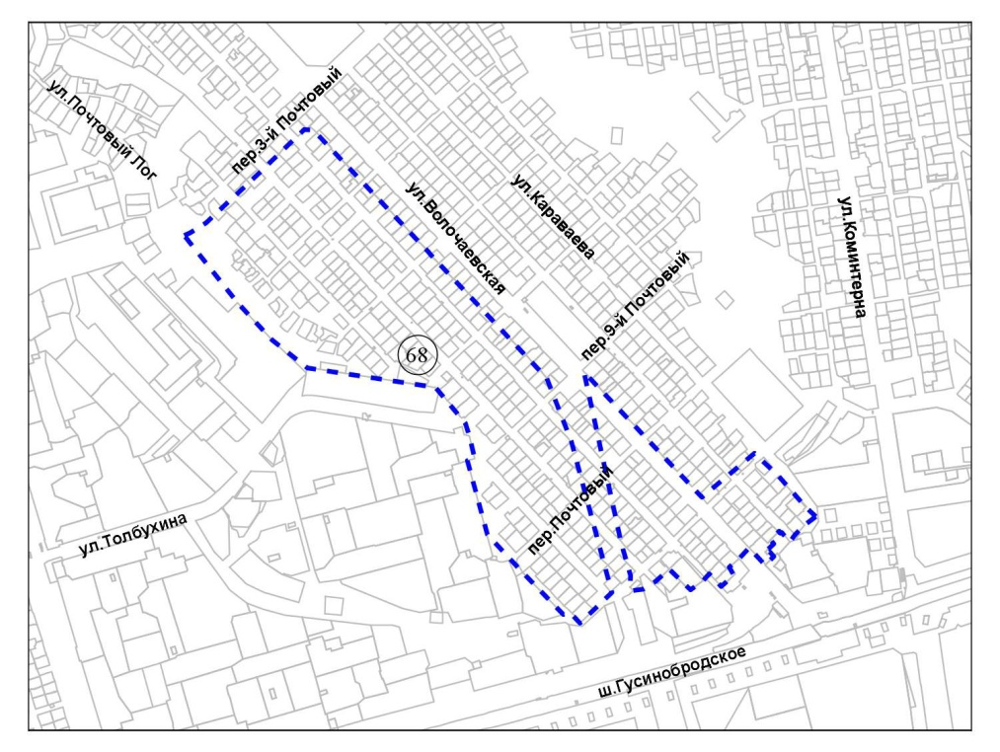 ул.Почтовый Лог
пер.3-й Почтовый
ул.Волочаевская
ул.Караваева
ул.Коминтерна
пер.9-й Почтовый
68
пер.Почтовый
ул.Толбухина
ш.Гусинобродское